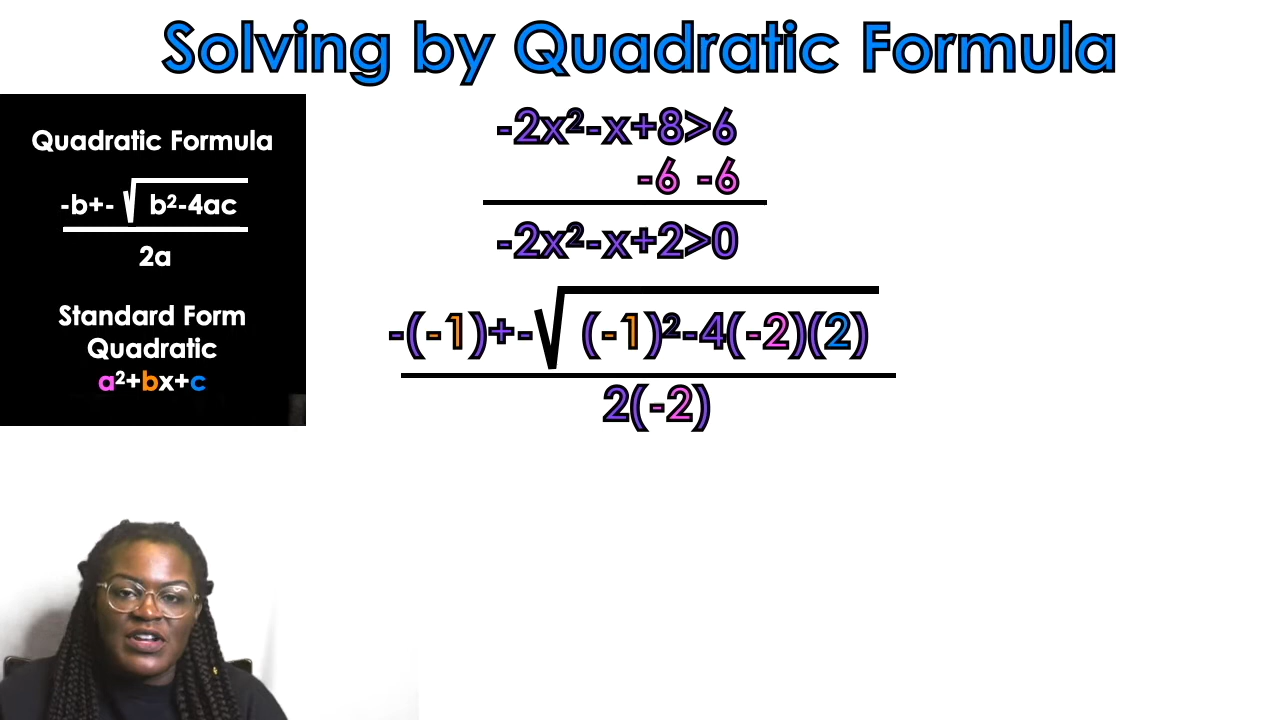 Solving by Quadratic Formula
Quadratic Formula
-b+- √ b²-4ac
2a
Standard Form
Quadratic
a²+bx+c
-2x²-x+8>6
-6 -6
-2x²-x+2>0
-(-1)+-√ (-1)²-4(-2)(2)
2(-2)